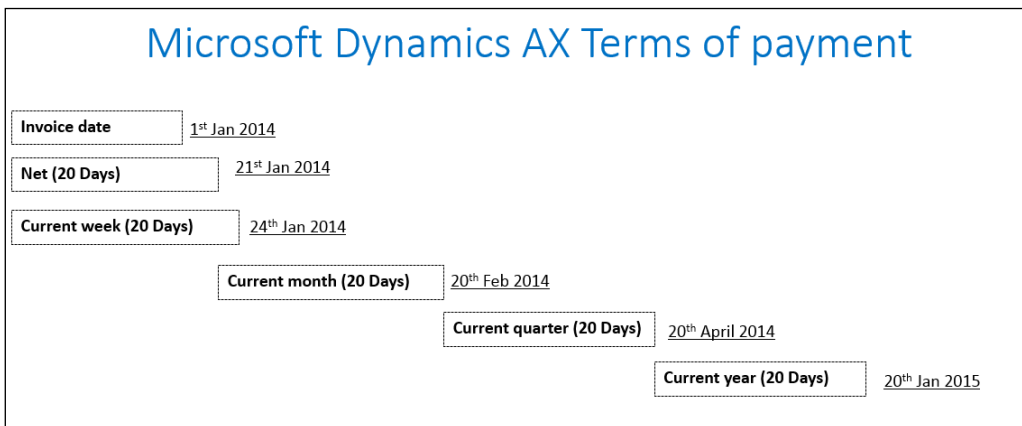 Microsoft Dynamics AX Terms of payment
Invoice date 1st Jan 2014
Net (20 Days) 21st Jan 2014
Current week (20 Days) 24th Jan 2014
Current month (20 Days) 20th Feb 2014
Current quarter (20 Days) 20th April 2014
Current year (20 Days) 20th Jan 2015